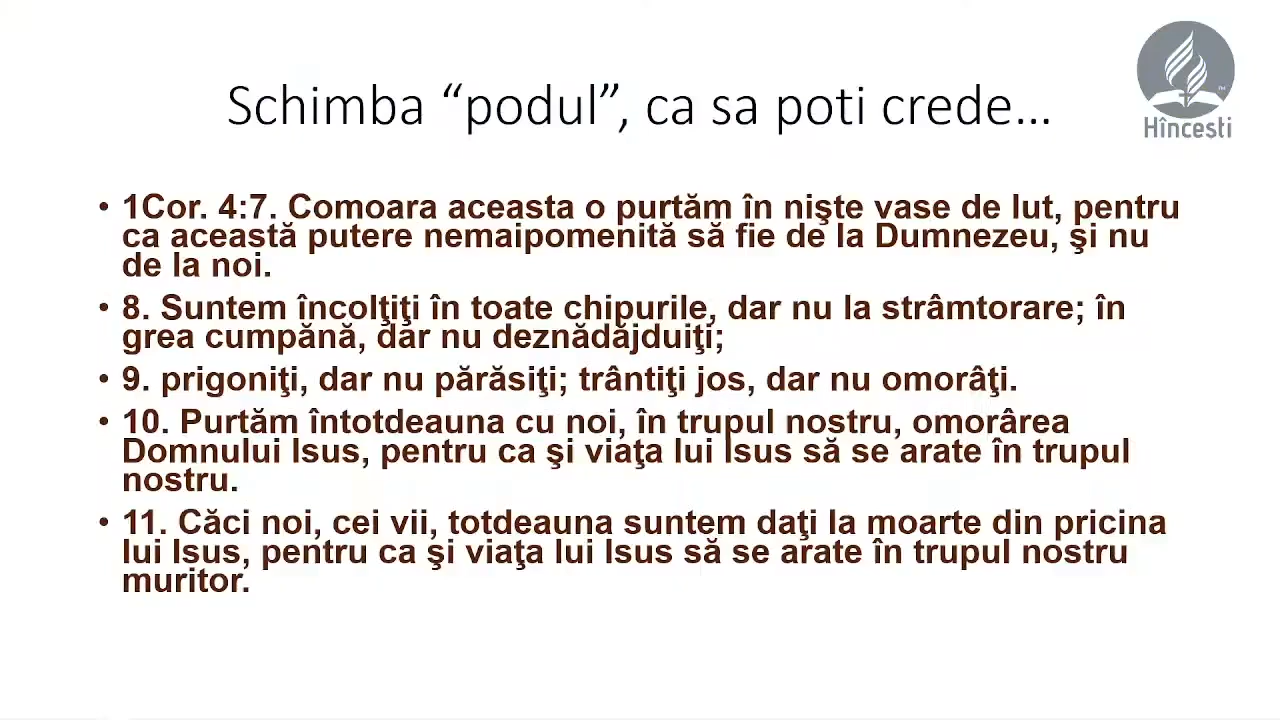 Schimba “podul”, ca sa poti crede...
Hîncești
• 1Cor. 4:7. Comoara aceasta o purtăm în nişte vase de lut, pentru
ca această putere nemaipomenită să fie de la Dumnezeu, şi nu
de la noi.
• 8. Suntem încolţiţi în toate chipurile, dar nu la strâmtorare; în
grea cumpănă, dar nu deznădăjduiţi;
• 9. prigoniţi, dar nu părăsiţi; trântiţi jos, dar nu omorâţi.
• 10. Purtăm întotdeauna cu noi, în trupul nostru, omorârea
Domnului Isus, pentru ca şi viaţa lui Isus să se arate în trupul
nostru.
• 11. Căci noi, cei vii, totdeauna suntem daţi la moarte din pricina
lui Isus, pentru ca şi viaţa lui Isus să se arate în trupul nostru
muritor.